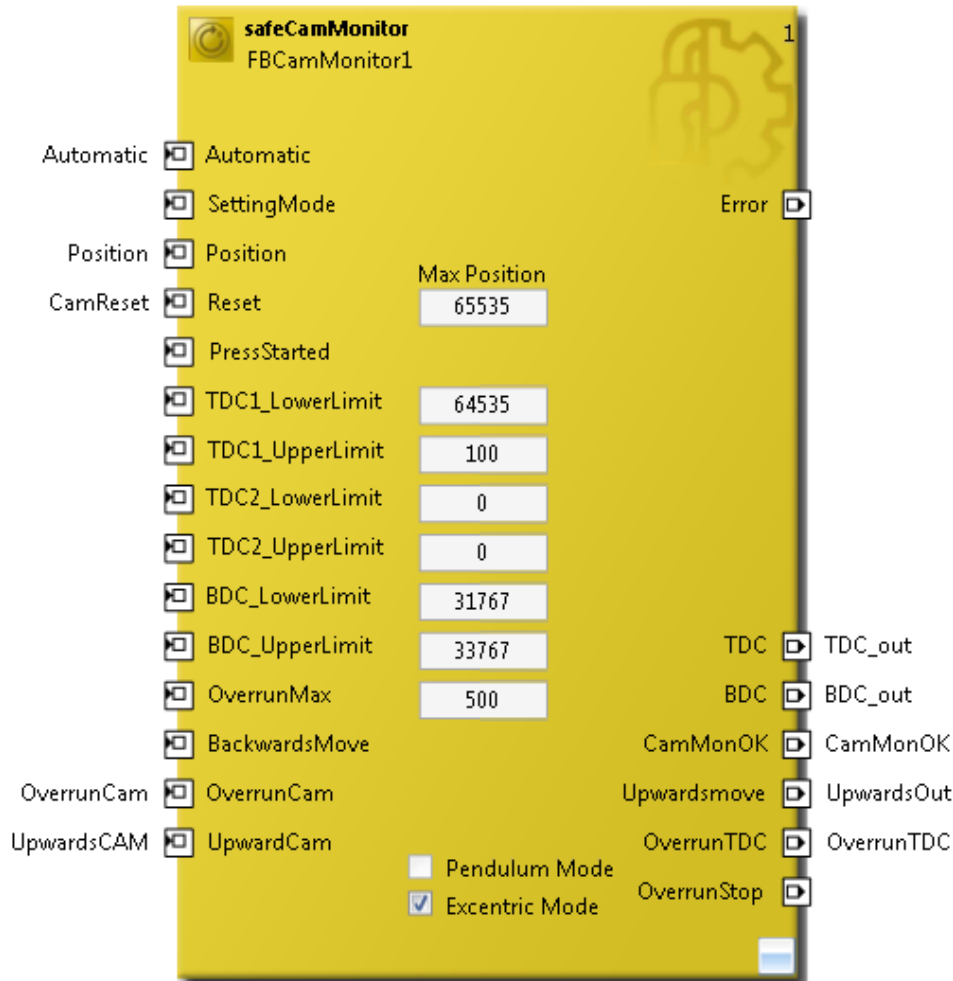 safeCamMonitor 1
FBCamMonitor1
Automatic Automatic
SettingMode Error
Position Position
Max Position
CamReset Reset 65535
PressStarted
TDC1_LowerLimit 64535
TDC1_UpperLimit 100
TDC2_LowerLimit 0
TDC2_UpperLimit 0
BDC_LowerLimit 31767
BDC_UpperLimit 33767 TDC TDC_out
OverrunMax 500 BDC BDC_out
BackwardsMove CamMonOK CamMonOK
OverrunCam OverrunCam Upwardsmove UpwardsOut
UpwardsCAM UpwardCam OverrunTDC OverrunTDC
Pendulum Mode
OverrunStop
Excentric Mode